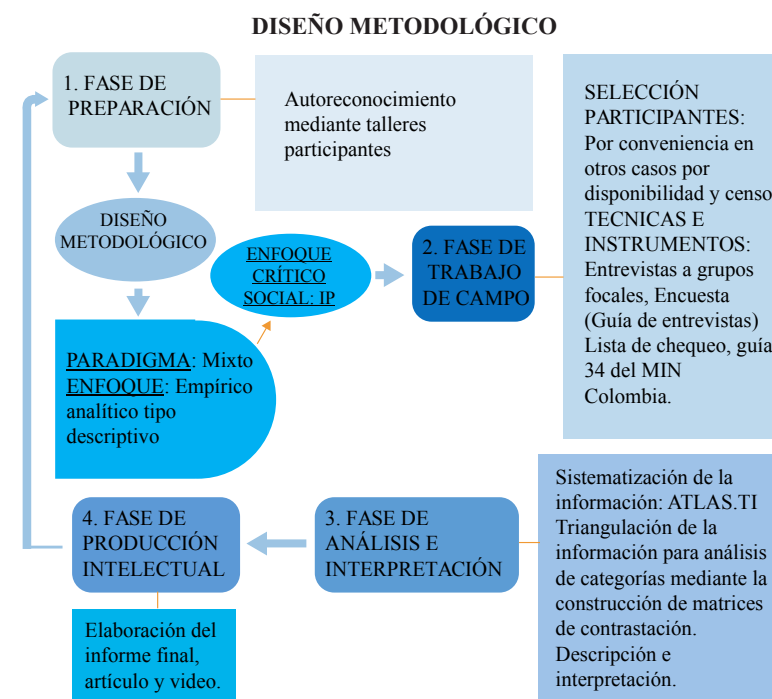 DISEÑO METODOLÓGICO
1. FASE DE
PREPARACIÓN
Autoreconocimiento
mediante talleres
participantes
SELECCIÓN
PARTICIPANTES:
Por conveniencia en
otros casos por
disponibilidad y censo
TECNICAS E
INSTRUMENTOS:
Entrevistas a grupos
focales, Encuesta
(Guía de entrevistas)
Lista de chequeo, guía
34 del MIN
Colombia.
DISEÑO
METODOLÓGICO
ENFOQUE
CRÍTICO
SOCIAL: IP
2. FASE DE
TRABAJO
DE CAMPO
PARADIGMA: Mixto
ENFOQUE: Empírico
analítico tipo
descriptivo
4. FASE DE
PRODUCCIÓN
INTELECTUAL
3. FASE DE
ANÁLISIS E
INTERPRETACIÓN
Sistematización de la
información: ATLAS.TI
Triangulación de la
información para análisis
de categorías mediante la
construcción de matrices
de contrastación.
Descripción e
interpretación.
Elaboración del
informe final,
artículo y video.